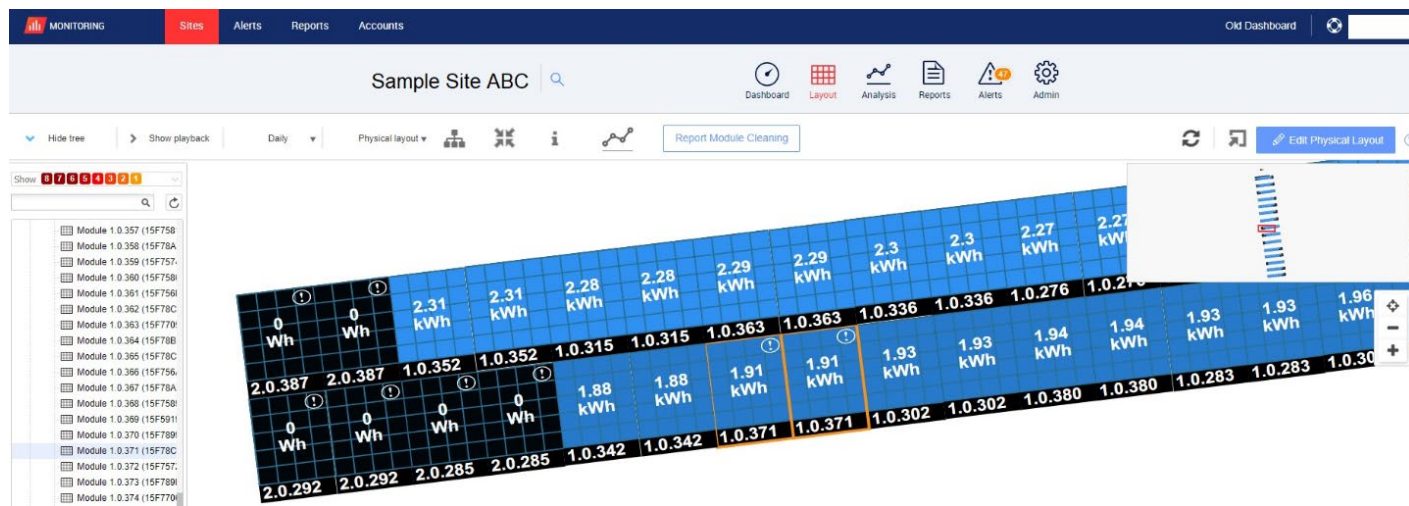 MONITORING Sites Alerts Reports Accounts Old Dashboard
Sample Site ABC
Dashboard Layout Analysis Reports Alerts 47 Admin
Hide tree Show playback Daily Physical layout Report Module Cleaning Edit Physical Layout
Show 8 7 6 5 4 3 2 1
Module 1.0.357 (15F758
Module 1.0.358 (15F78A
Module 1.0.359 (15F757
Module 1.0.360 (15F758
Module 1.0.361 (15F756
Module 1.0.362 (15F78C
Module 1.0.363 (15F770
Module 1.0.364 (15F78B
Module 1.0.365 (15F78C
Module 1.0.366 (15F756
Module 1.0.367 (15F78A
Module 1.0.368 (15F758
Module 1.0.369 (15F591
Module 1.0.370 (15F789
Module 1.0.371 (15F78C
Module 1.0.372 (15F757
Module 1.0.373 (15F789
Module 1.0.374 (15F770
0 Wh 0 Wh 2.31 kWh 2.31 kWh 2.28 kWh 2.28 kWh 2.29 kWh 2.29 kWh 2.3 kWh 2.3 kWh 2.27 kWh 2.27 kW
2.0.387 2.0.387 1.0.352 1.0.352 1.0.315 1.0.315 1.0.363 1.0.363 1.0.336 1.0.336 1.0.276
0 Wh 0 Wh 0 Wh 0 Wh 1.88 kWh 1.88 kWh 1.91 kWh 1.91 kWh 1.93 kWh 1.93 kWh 1.94 kWh 1.94 kWh 1.93 kWh 1.93 kWh 1.96 kWh
2.0.292 2.0.292 2.0.285 2.0.285 1.0.342 1.0.342 1.0.371 1.0.371 1.0.302 1.0.302 1.0.380 1.0.380 1.0.283 1.0.283 1.0.30